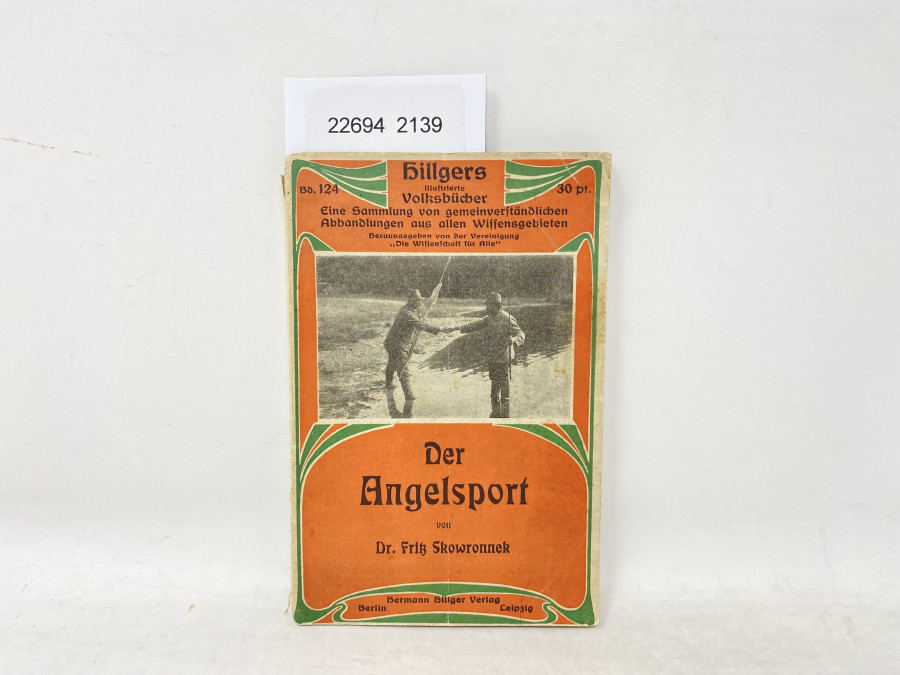 22694 2139
Hillgers
Bd. 124
illustrierte
30 Pf.
Volksbücher
Eine Sammlung von gemeinverständlichen
Abhandlungen aus allen Wissensgebieten
Herausgegeben von der Vereinigung
„Die Wissenschaft für Alle"
Der
Angelsport
von
Dr. Fritz Skowronnek
Hermann Hillger Verlag
Berlin Leipzig